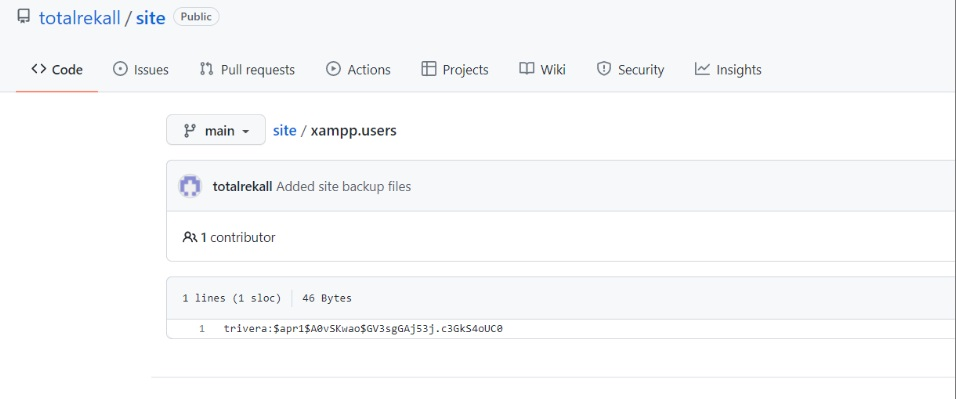 totalrekall / site Public
Code Issues Pull requests Actions Projects Wiki Security Insights
main site / xampp.users
totalrekall Added site backup files
1 contributor
1 lines (1 sloc) 46 Bytes
1 trivera:$apr1$A0vSKwao$GV3sgGAj53j.c3GkS4oUC0